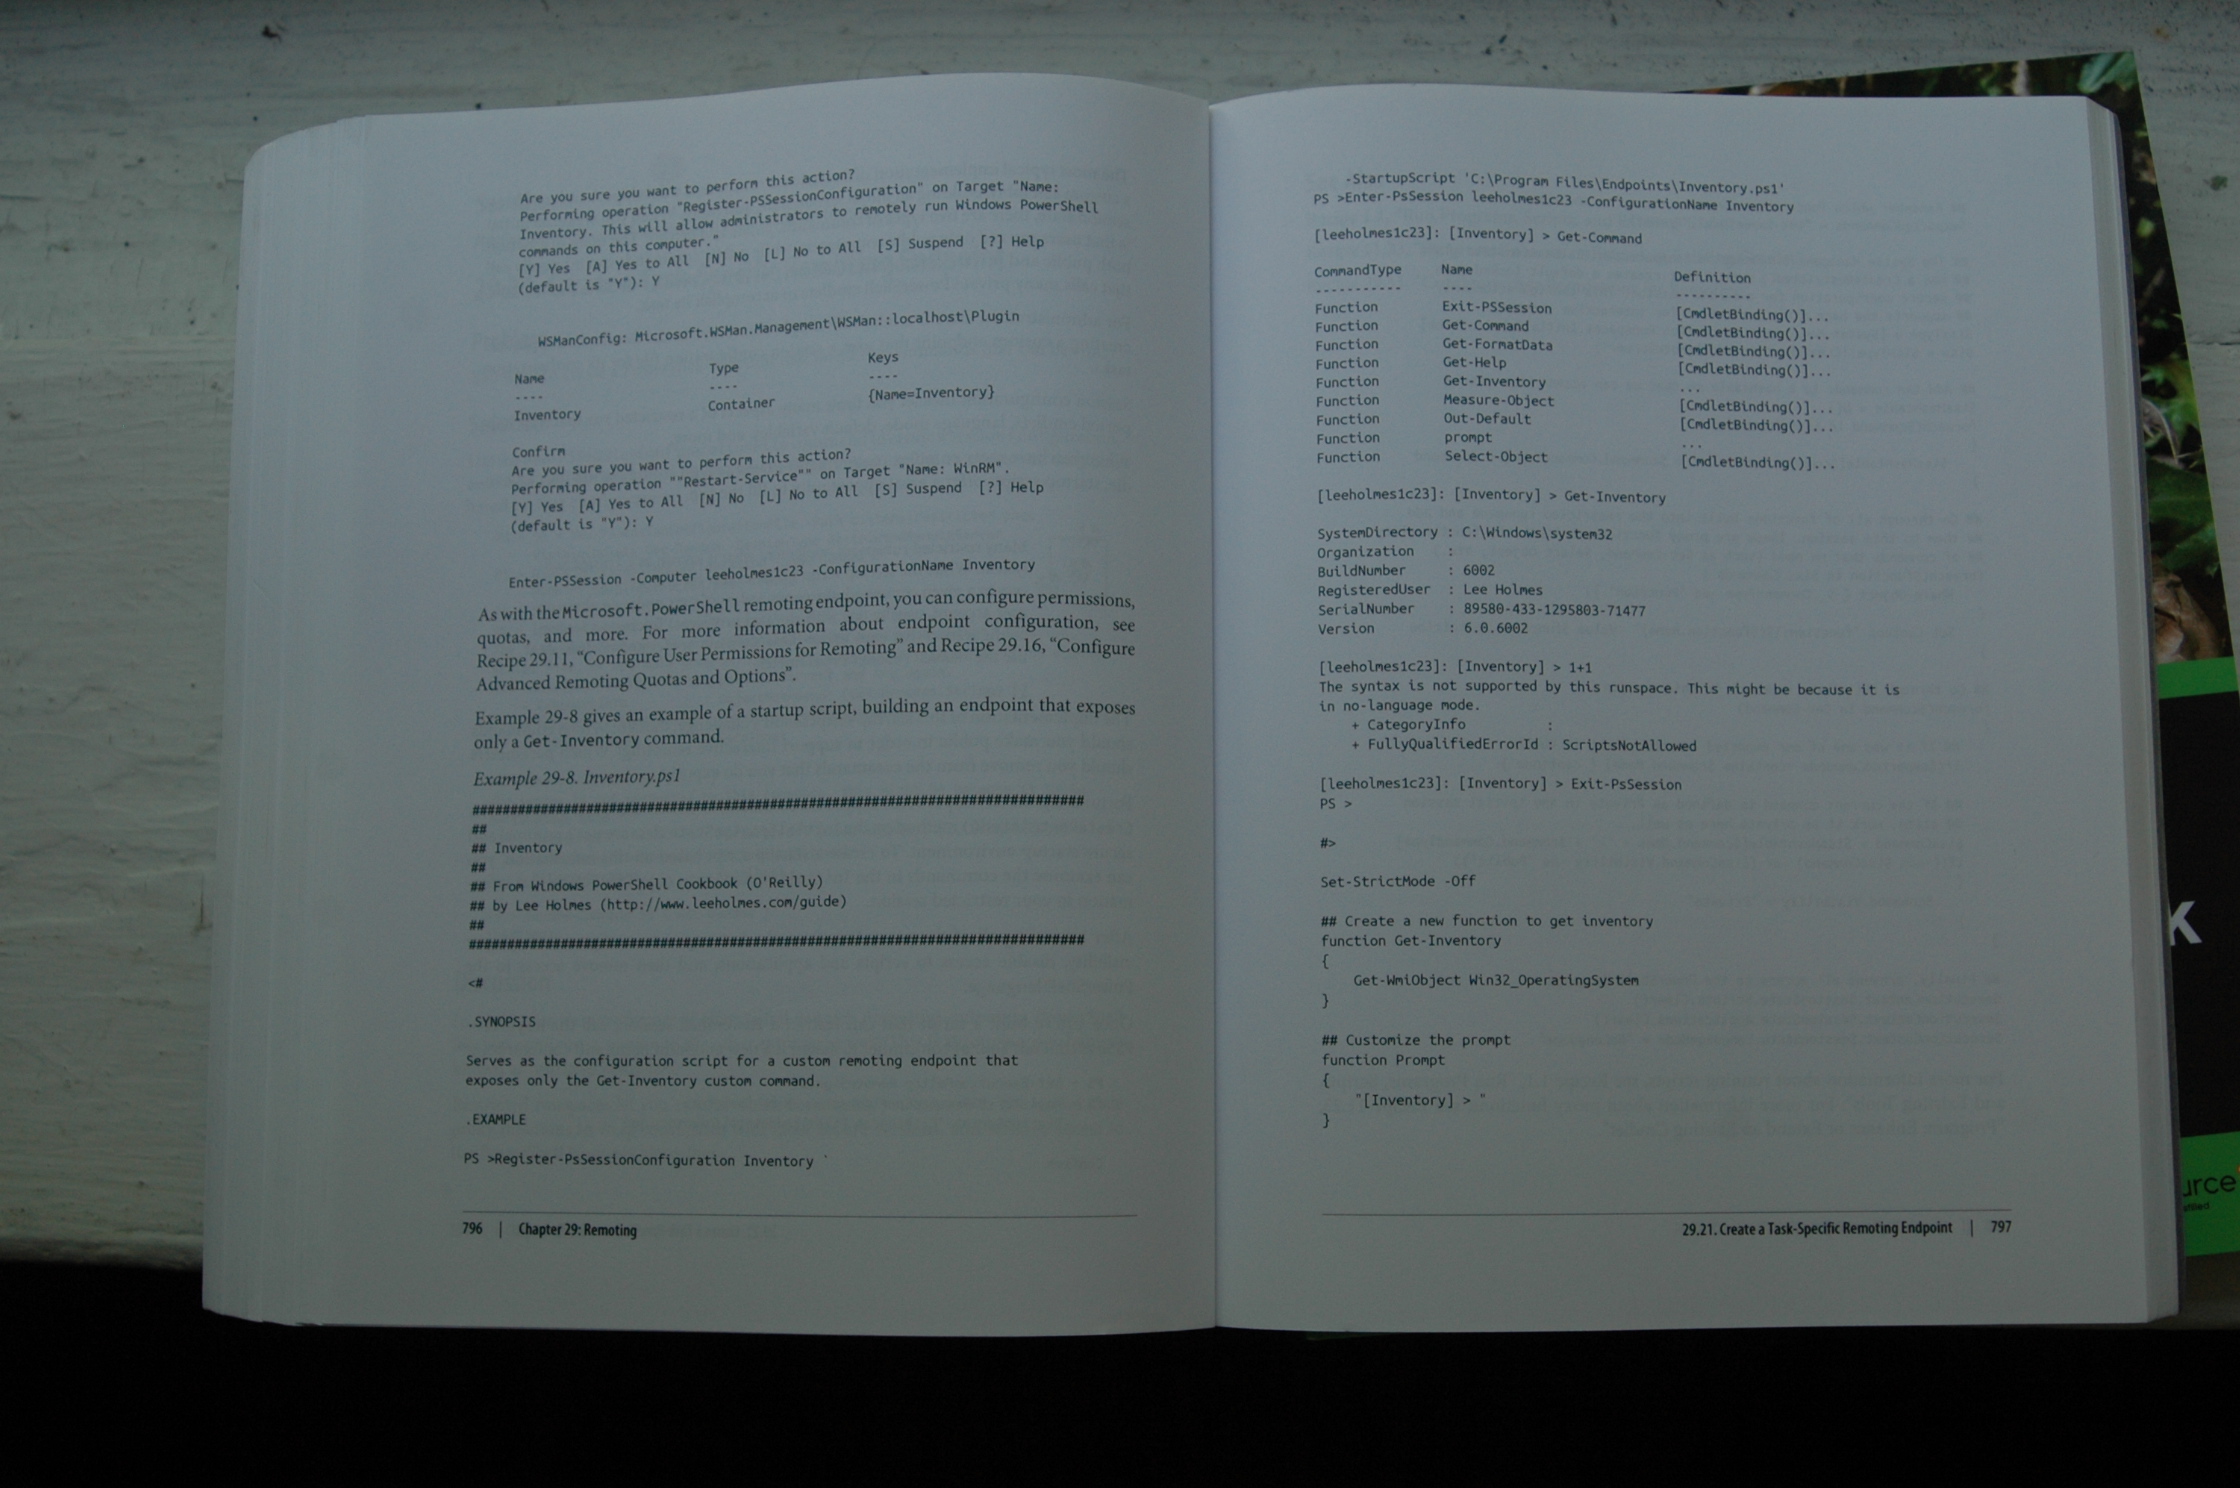 Are you sure you want to perform this action?
Performing operation "Register-PSSessionConfiguration" on Target "Name:
Inventory. This will allow administrators to remotely run Windows PowerShell
commands on this computer."
[Y] Yes  [A] Yes to All  [N] No  [L] No to All  [S] Suspend  [?] Help
(default is "Y"): Y
WSManConfig: Microsoft.WSMan.Management\WSMan::localhost\Plugin
Name Type Keys
---- ---- ----
Inventory Container {Name=Inventory}
Confirm
Are you sure you want to perform this action?
Performing operation ""Restart-Service"" on Target "Name: WinRM".
[Y] Yes  [A] Yes to All  [N] No  [L] No to All  [S] Suspend  [?] Help
(default is "Y"): Y
Enter-PSSession -Computer leeholmes1c23 -ConfigurationName Inventory
As with the Microsoft.PowerShell remoting endpoint, you can configure permissions,
quotas, and more. For more information about endpoint configuration, see
Recipe 29.11, “Configure User Permissions for Remoting” and Recipe 29.16, “Configure
Advanced Remoting Quotas and Options”.
Example 29-8 gives an example of a startup script, building an endpoint that exposes
only a Get-Inventory command.
Example 29-8. Inventory.ps1
##############################################################################
##
## Inventory
##
## From Windows PowerShell Cookbook (O'Reilly)
## by Lee Holmes (http://www.leeholmes.com/guide)
##
##############################################################################
<#
.SYNOPSIS
Serves as the configuration script for a custom remoting endpoint that
exposes only the Get-Inventory custom command.
.EXAMPLE
PS >Register-PsSessionConfiguration Inventory `
796 | Chapter 29: Remoting
-StartupScript 'C:\Program Files\Endpoints\Inventory.ps1'
PS >Enter-PsSession leeholmes1c23 -ConfigurationName Inventory
[leeholmes1c23]: [Inventory] > Get-Command
CommandType Name Definition
----------- ---- ----------
Function Exit-PSSession [CmdletBinding()]...
Function Get-Command [CmdletBinding()]...
Function Get-FormatData [CmdletBinding()]...
Function Get-Help [CmdletBinding()]...
Function Get-Inventory ...
Function Measure-Object [CmdletBinding()]...
Function Out-Default [CmdletBinding()]...
Function prompt ...
Function Select-Object [CmdletBinding()]...
[leeholmes1c23]: [Inventory] > Get-Inventory
SystemDirectory : C:\Windows\system32
Organization    :
BuildNumber     : 6002
RegisteredUser  : Lee Holmes
SerialNumber    : 89580-433-1295803-71477
Version         : 6.0.6002
[leeholmes1c23]: [Inventory] > 1+1
The syntax is not supported by this runspace. This might be because it is
in no-language mode.
+ CategoryInfo          :
+ FullyQualifiedErrorId : ScriptsNotAllowed
[leeholmes1c23]: [Inventory] > Exit-PsSession
PS >
#>
Set-StrictMode -Off
## Create a new function to get inventory
function Get-Inventory
{
Get-WmiObject Win32_OperatingSystem
}
## Customize the prompt
function Prompt
{
"[Inventory] > "
}
29.21. Create a Task-Specific Remoting Endpoint | 797